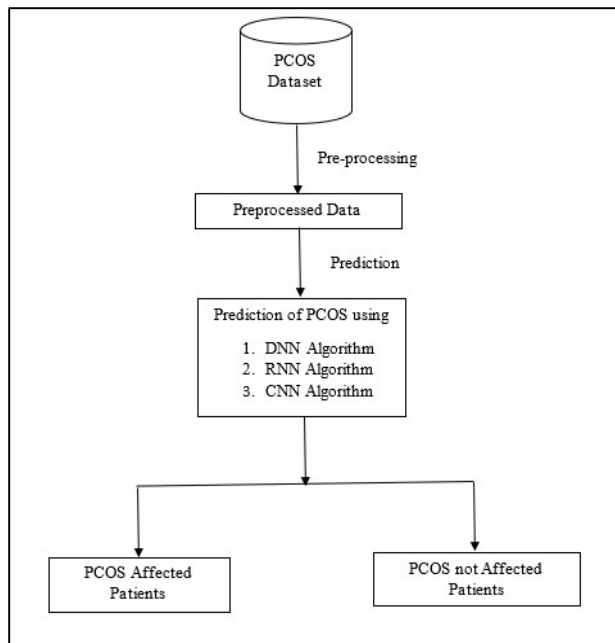 PCOS
Dataset
Pre-processing
Preprocessed Data
Prediction
Prediction of PCOS using
1. DNN Algorithm
2. RNN Algorithm
3. CNN Algorithm
PCOS Affected
Patients
PCOS not Affected
Patients